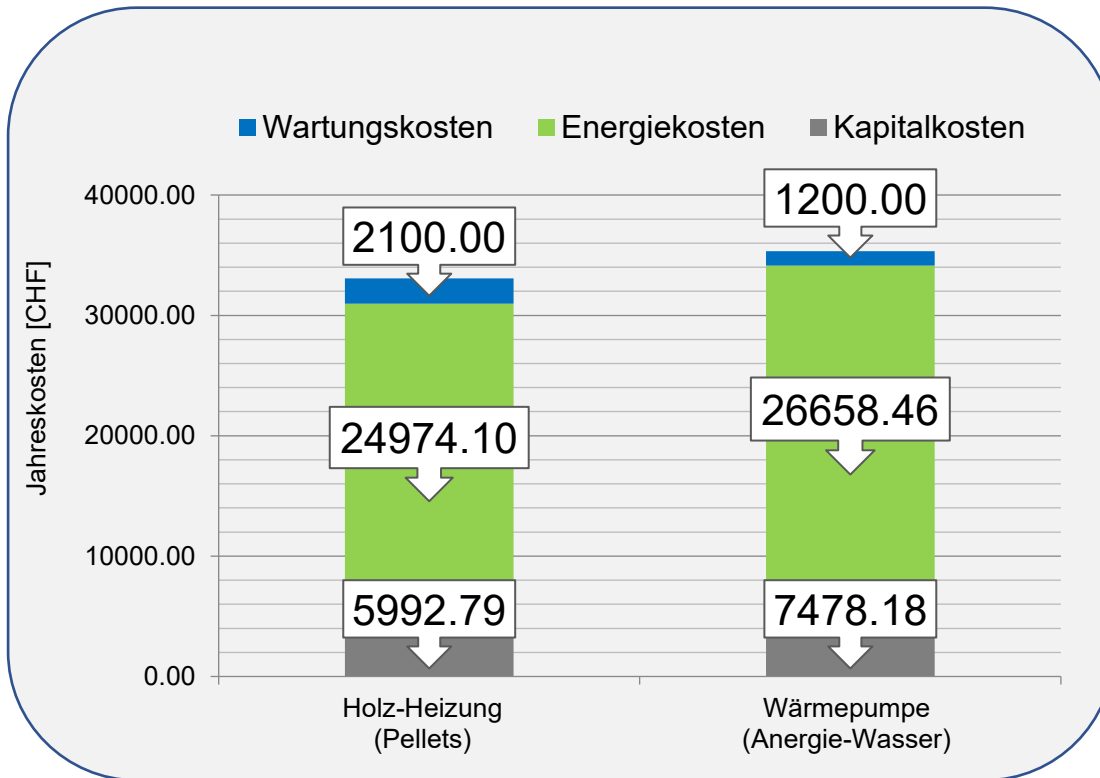 Wartungskosten Energiekosten Kapitalkosten
Jahreskosten [CHF]
40000.00
30000.00
20000.00
10000.00
0.00
2100.00
24974.10
5992.79
1200.00
26658.46
7478.18
Holz-Heizung
(Pellets)
Wärmepumpe
(Anergie-Wasser)